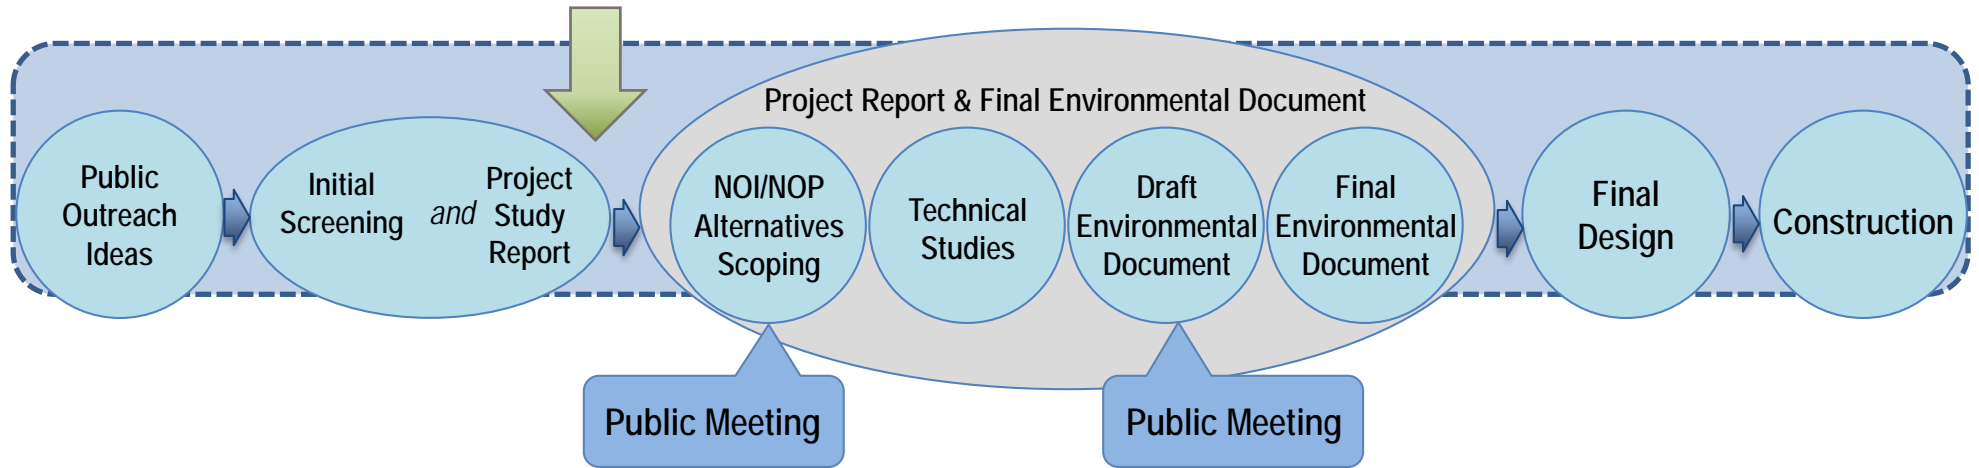 Project Report & Final Environmental Document
Public
Outreach
Ideas
Initial
Screening
and
Project
Study
Report
NOI/NOP
Alternatives
Scoping
Technical
Studies
Draft
Environmental
Document
Final
Environmental
Document
Final
Design
Construction
Public Meeting
Public Meeting